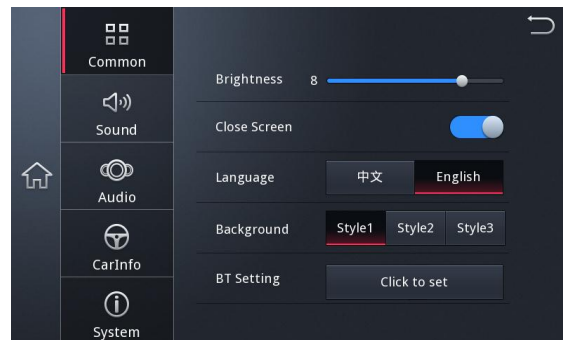 Common
Sound
Audio
CarInfo
System
Brightness 8
Close Screen
Language 中文 English
Background Style1 Style2 Style3
BT Setting Click to set